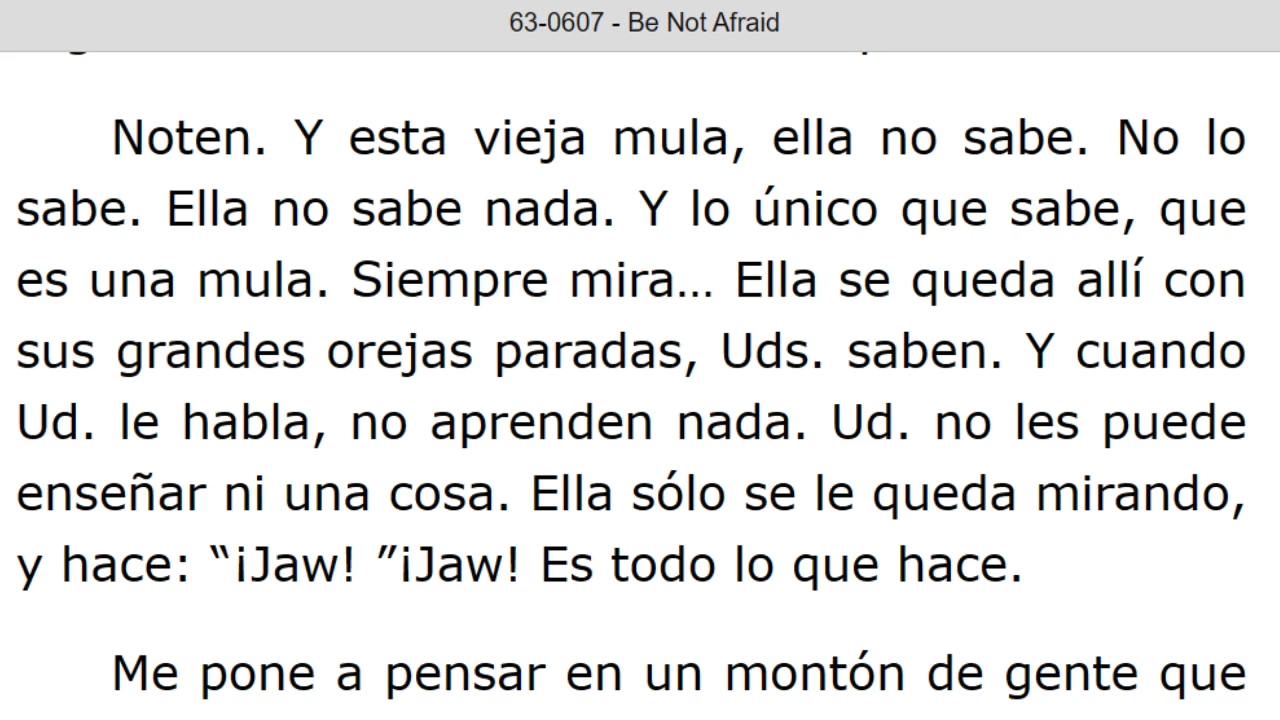 63-0607 - Be Not Afraid
Noten. Y esta vieja mula, ella no sabe. No lo
sabe. Ella no sabe nada. Y lo único que sabe, que
es una mula. Siempre mira… Ella se queda allí con
sus grandes orejas paradas, Uds. saben. Y cuando
Ud. le habla, no aprenden nada. Ud. no les puede
enseñar ni una cosa. Ella sólo se le queda mirando,
y hace: “¡Jaw! ”¡Jaw! Es todo lo que hace.
Me pone a pensar en un montón de gente que